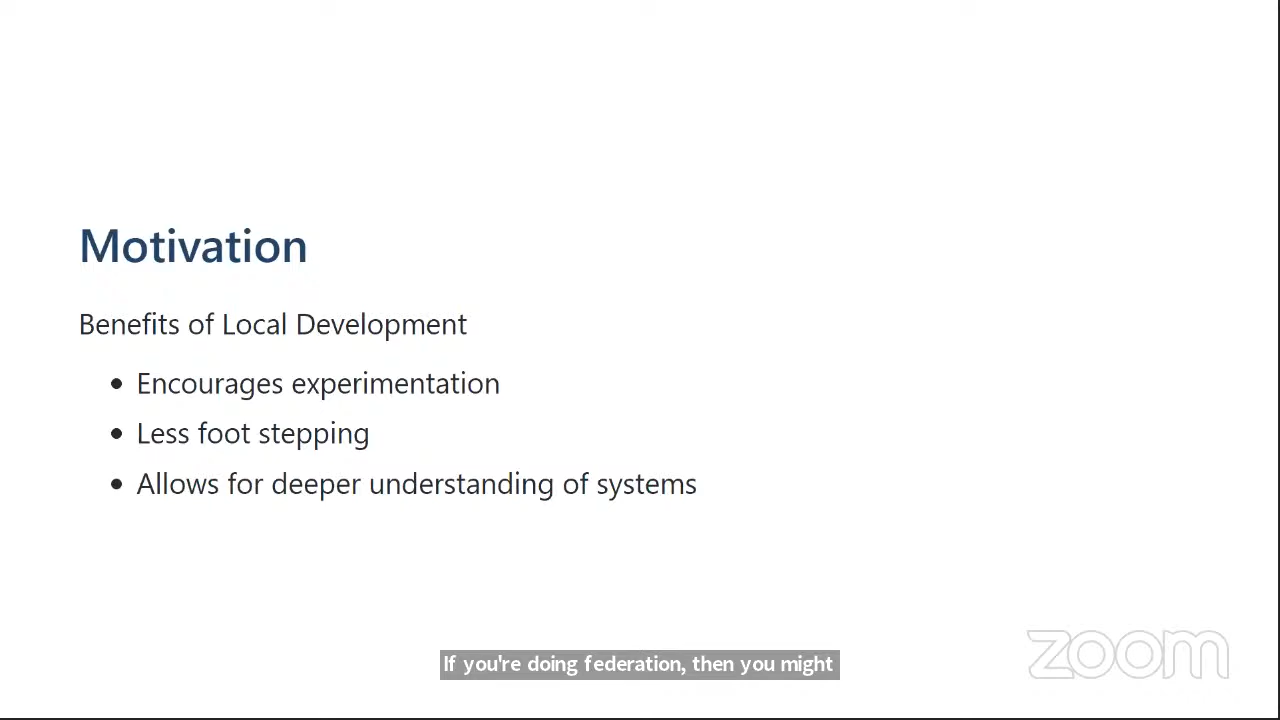 Motivation
Benefits of Local Development
• Encourages experimentation
• Less foot stepping
• Allows for deeper understanding of systems
If you're doing federation, then you might
zoom